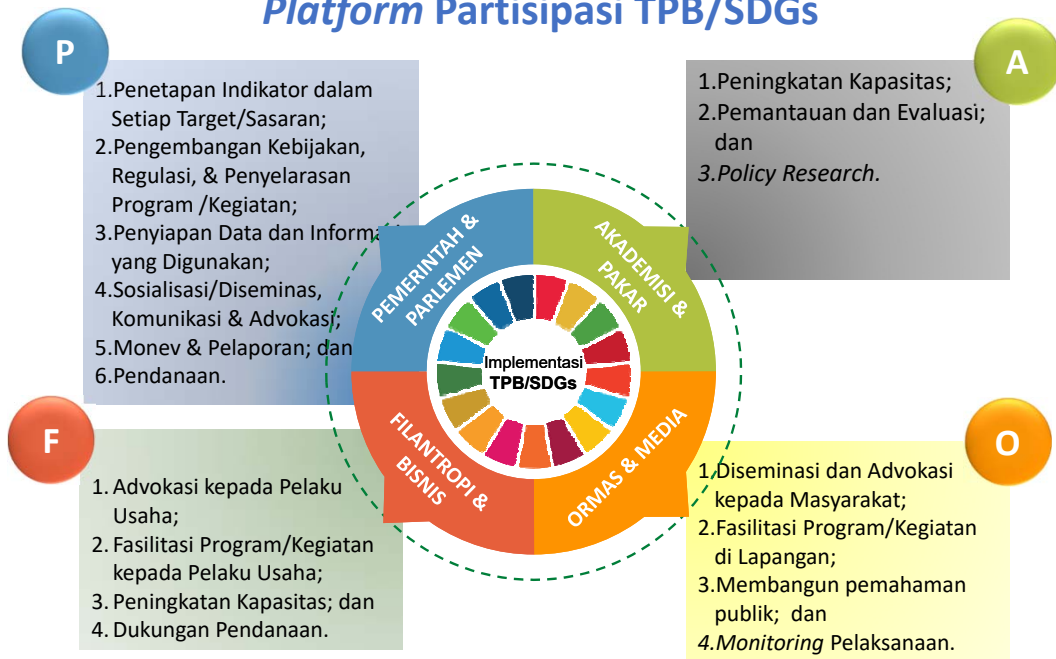 Platform Partisipasi TPB/SDGs
P
1.Penetapan Indikator dalam
Setiap Target/Sasaran;
2.Pengembangan Kebijakan,
Regulasi, & Penyelarasan
Program /Kegiatan;
3.Penyiapan Data dan Informa
yang Digunakan;
4.Sosialisasi/Diseminas,
Komunikasi & Advokasi;
5.Monev & Pelaporan; dan
6.Pendanaan.
A
1.Peningkatan Kapasitas;
2.Pemantauan dan Evaluasi;
dan
3.Policy Research.
PEMERINTAH &
PARLEMEN
AKADEMISI &
PAKAR
Implementasi
TPB/SDGs
FILANTROPI &
BISNIS
ORMAS & MEDIA
F
1. Advokasi kepada Pelaku
Usaha;
2. Fasilitasi Program/Kegiatan
kepada Pelaku Usaha;
3. Peningkatan Kapasitas; dan
4. Dukungan Pendanaan.
O
1.Diseminasi dan Advokasi
kepada Masyarakat;
2.Fasilitasi Program/Kegiatan
di Lapangan;
3.Membangun pemahaman
publik; dan
4.Monitoring Pelaksanaan.